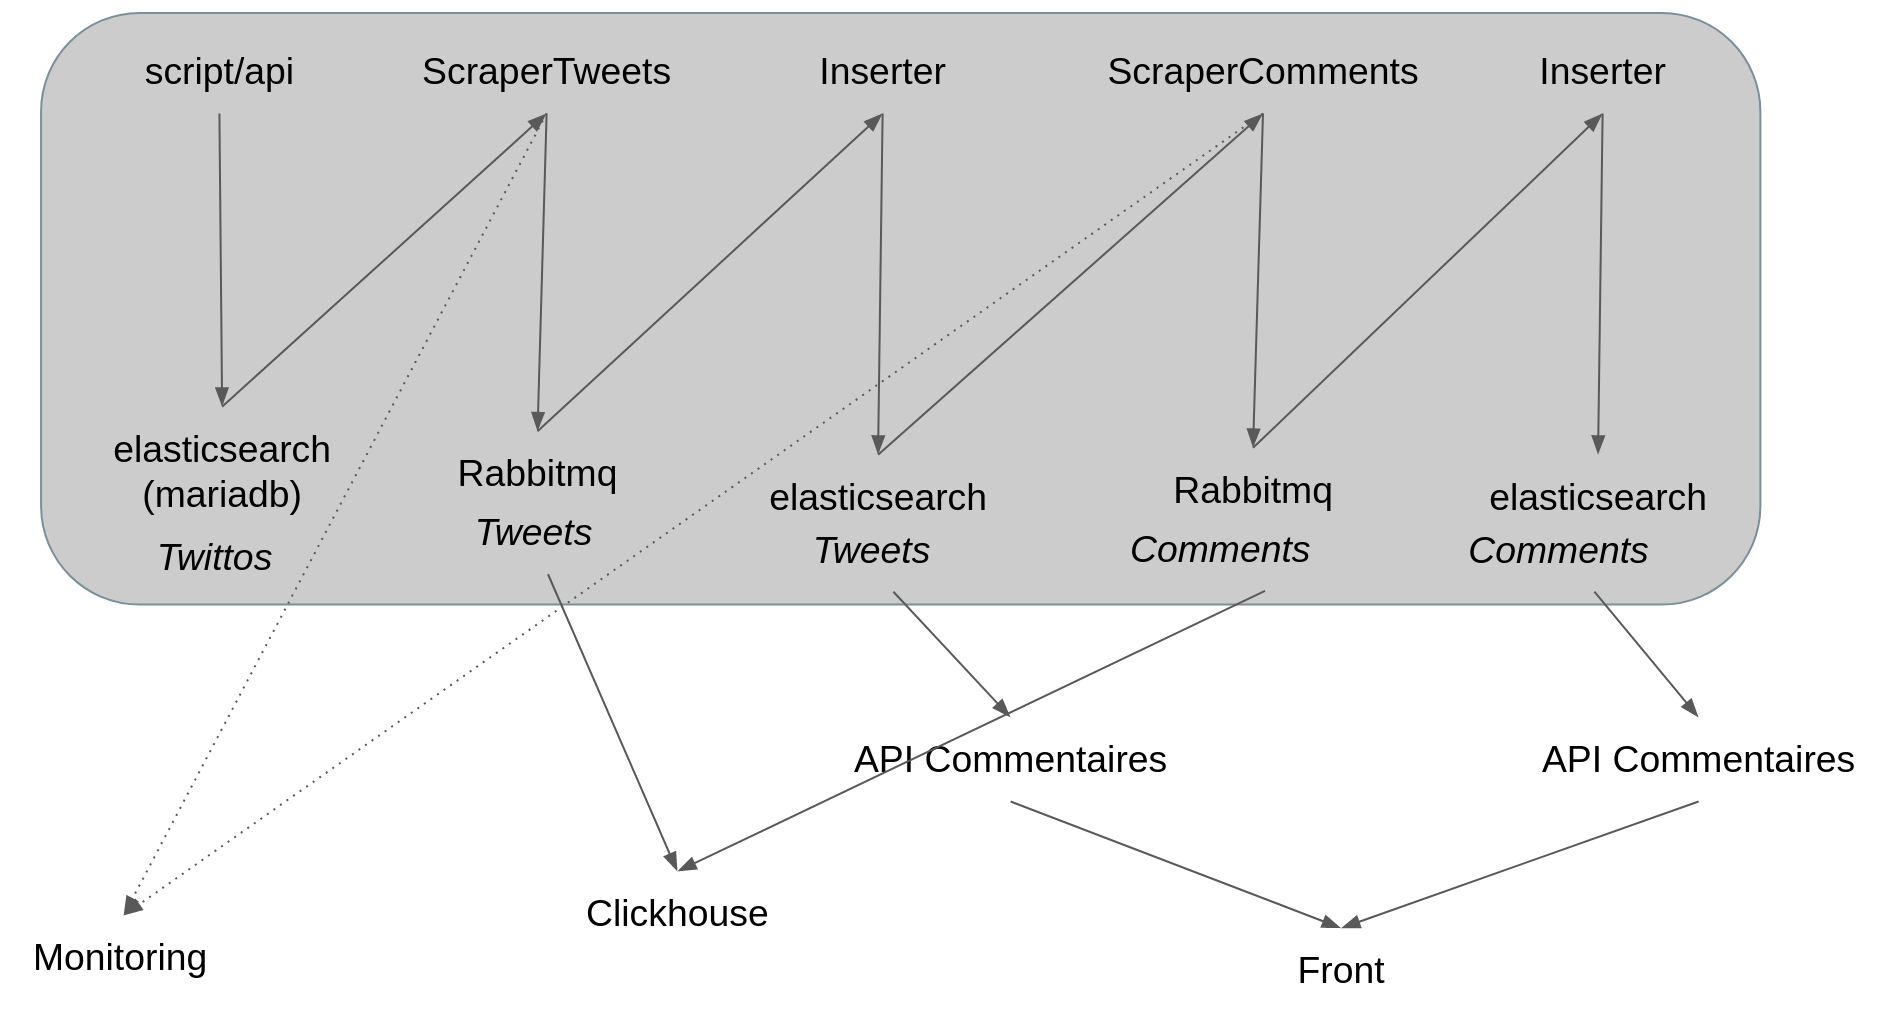 script/api
ScraperTweets
Inserter
ScraperComments
Inserter
elasticsearch
(mariadb)
Twittos
Rabbitmq
Tweets
elasticsearch
Tweets
Rabbitmq
Comments
elasticsearch
Comments
API Commentaires
API Commentaires
Clickhouse
Monitoring
Front